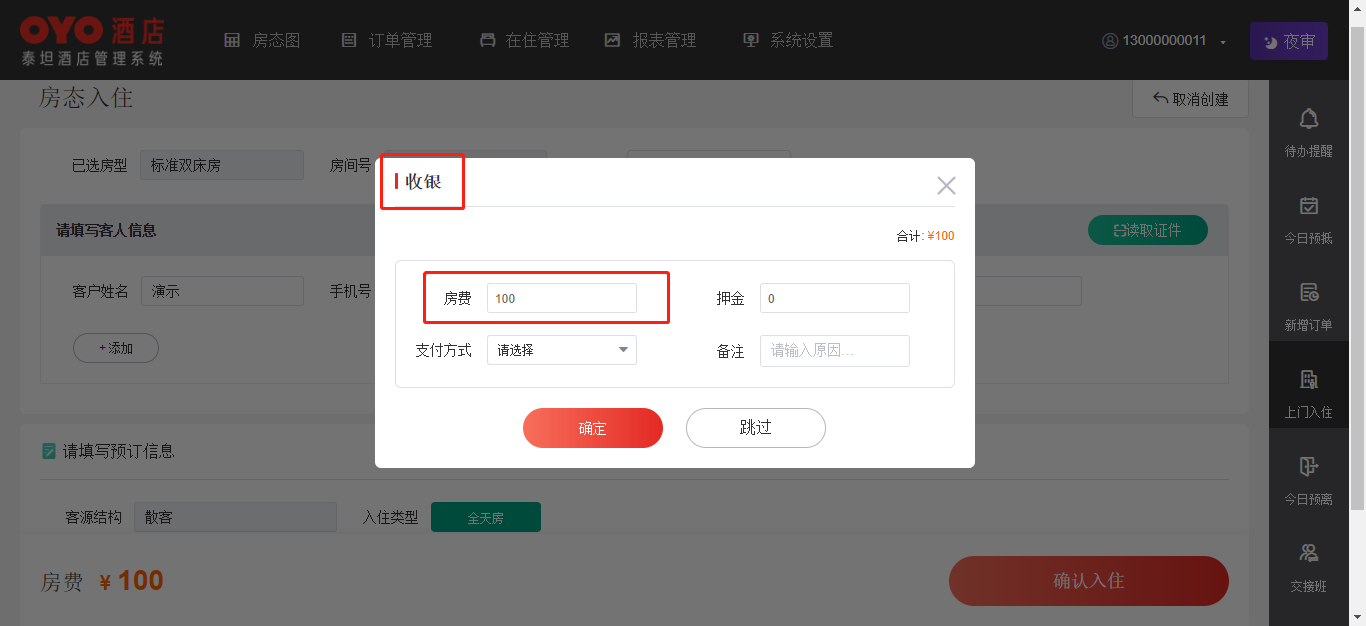 OYO 酒店
泰坦酒店管理系统
房态图
订单管理
在住管理
报表管理
系统设置
13000000011
夜审
房态入住
取消创建
已选房型 标准双床房 房间号
收银
合计: ¥100
房费 100 押金 0
支付方式 请选择 备注 请输入原因...
确定 跳过
请填写客人信息
读取证件
客户姓名 演示 手机号
+ 添加
请填写预订信息
客源结构 散客 入住类型 全天房
房费 ¥ 100
确认入住
待办提醒
今日预抵
新增订单
上门入住
今日预离
交接班